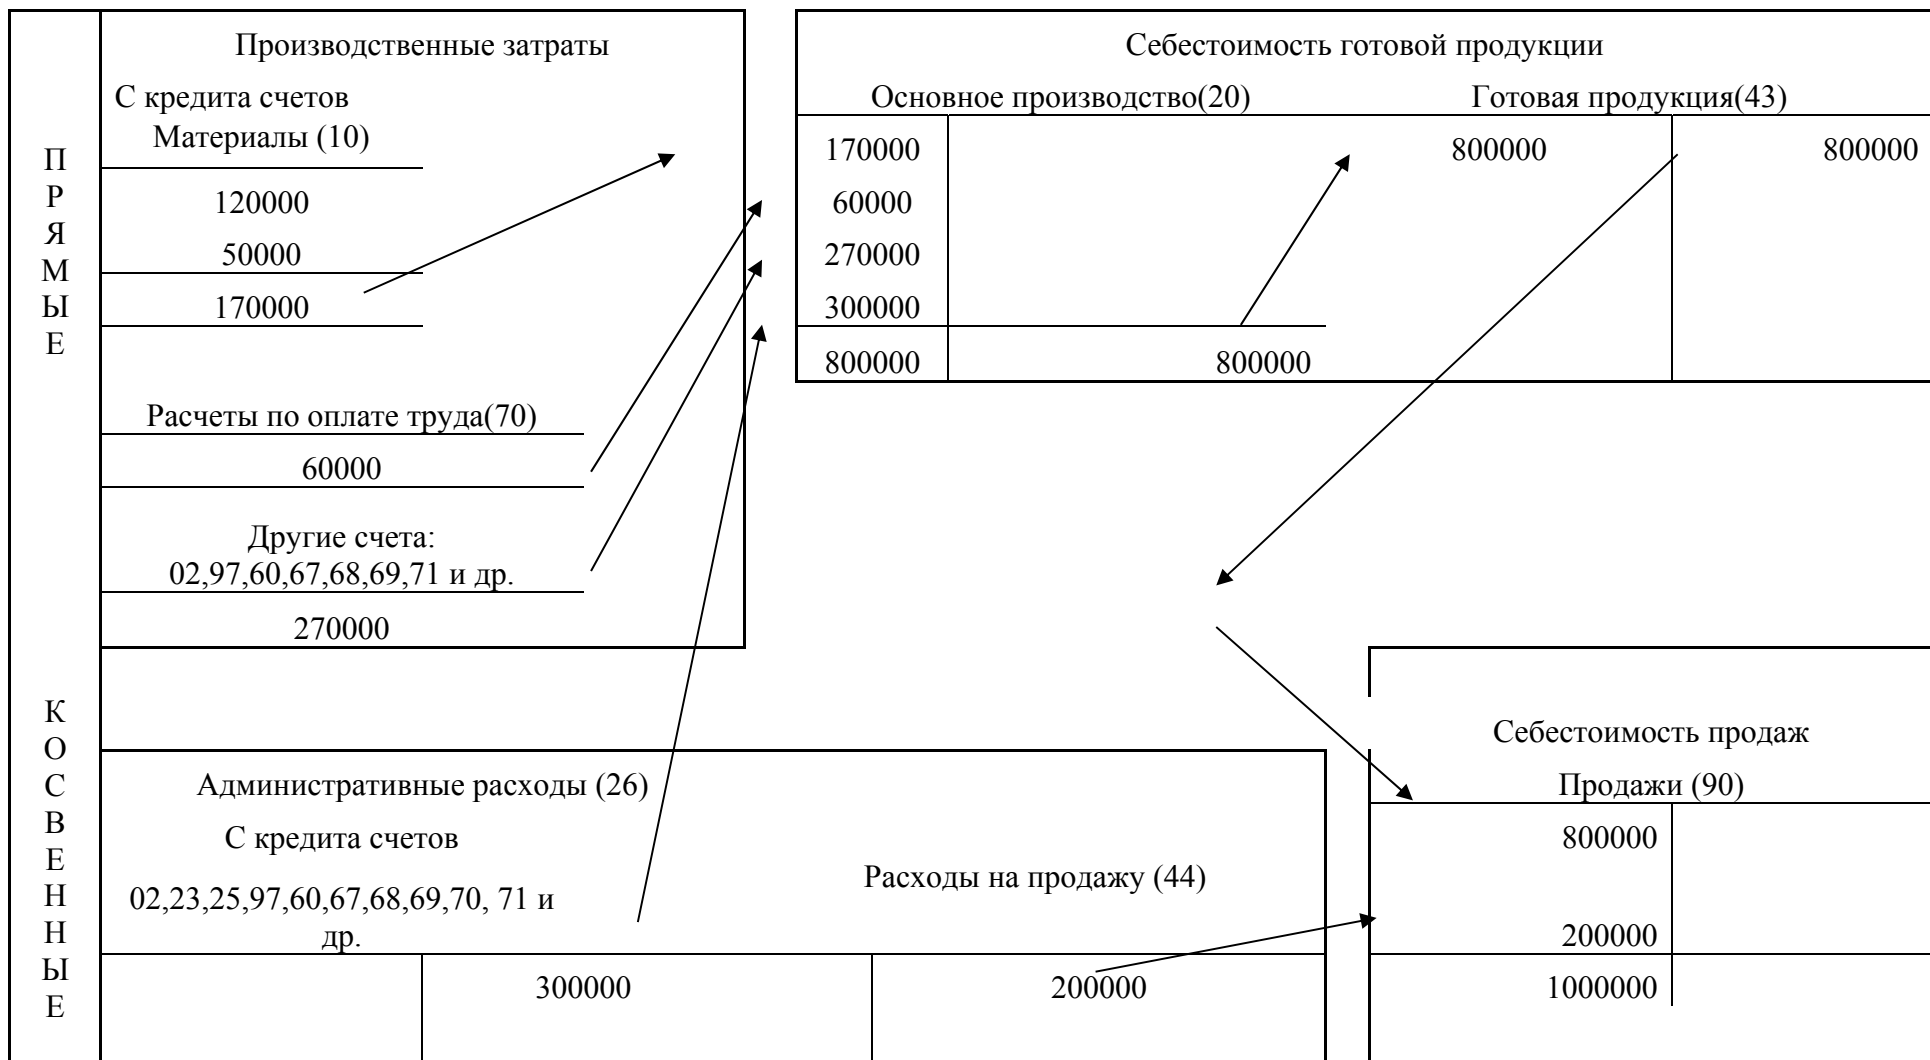 ПРЯМЫЕ
Производственные затраты
С кредита счетов
Материалы (10)
120000
50000
170000
Расчеты по оплате труда(70)
60000
Другие счета:
02,97,60,67,68,69,71 и др.
270000
Себестоимость готовой продукции
Основное производство(20) Готовая продукция(43)
170000 800000 800000
60000
270000
300000
800000 800000
КОСВЕННЫЕ
Административные расходы (26)
С кредита счетов
02,23,25,97,60,67,68,69,70, 71 и
др.
300000
Расходы на продажу (44)
200000
Себестоимость продаж
Продажи (90)
800000
200000
1000000